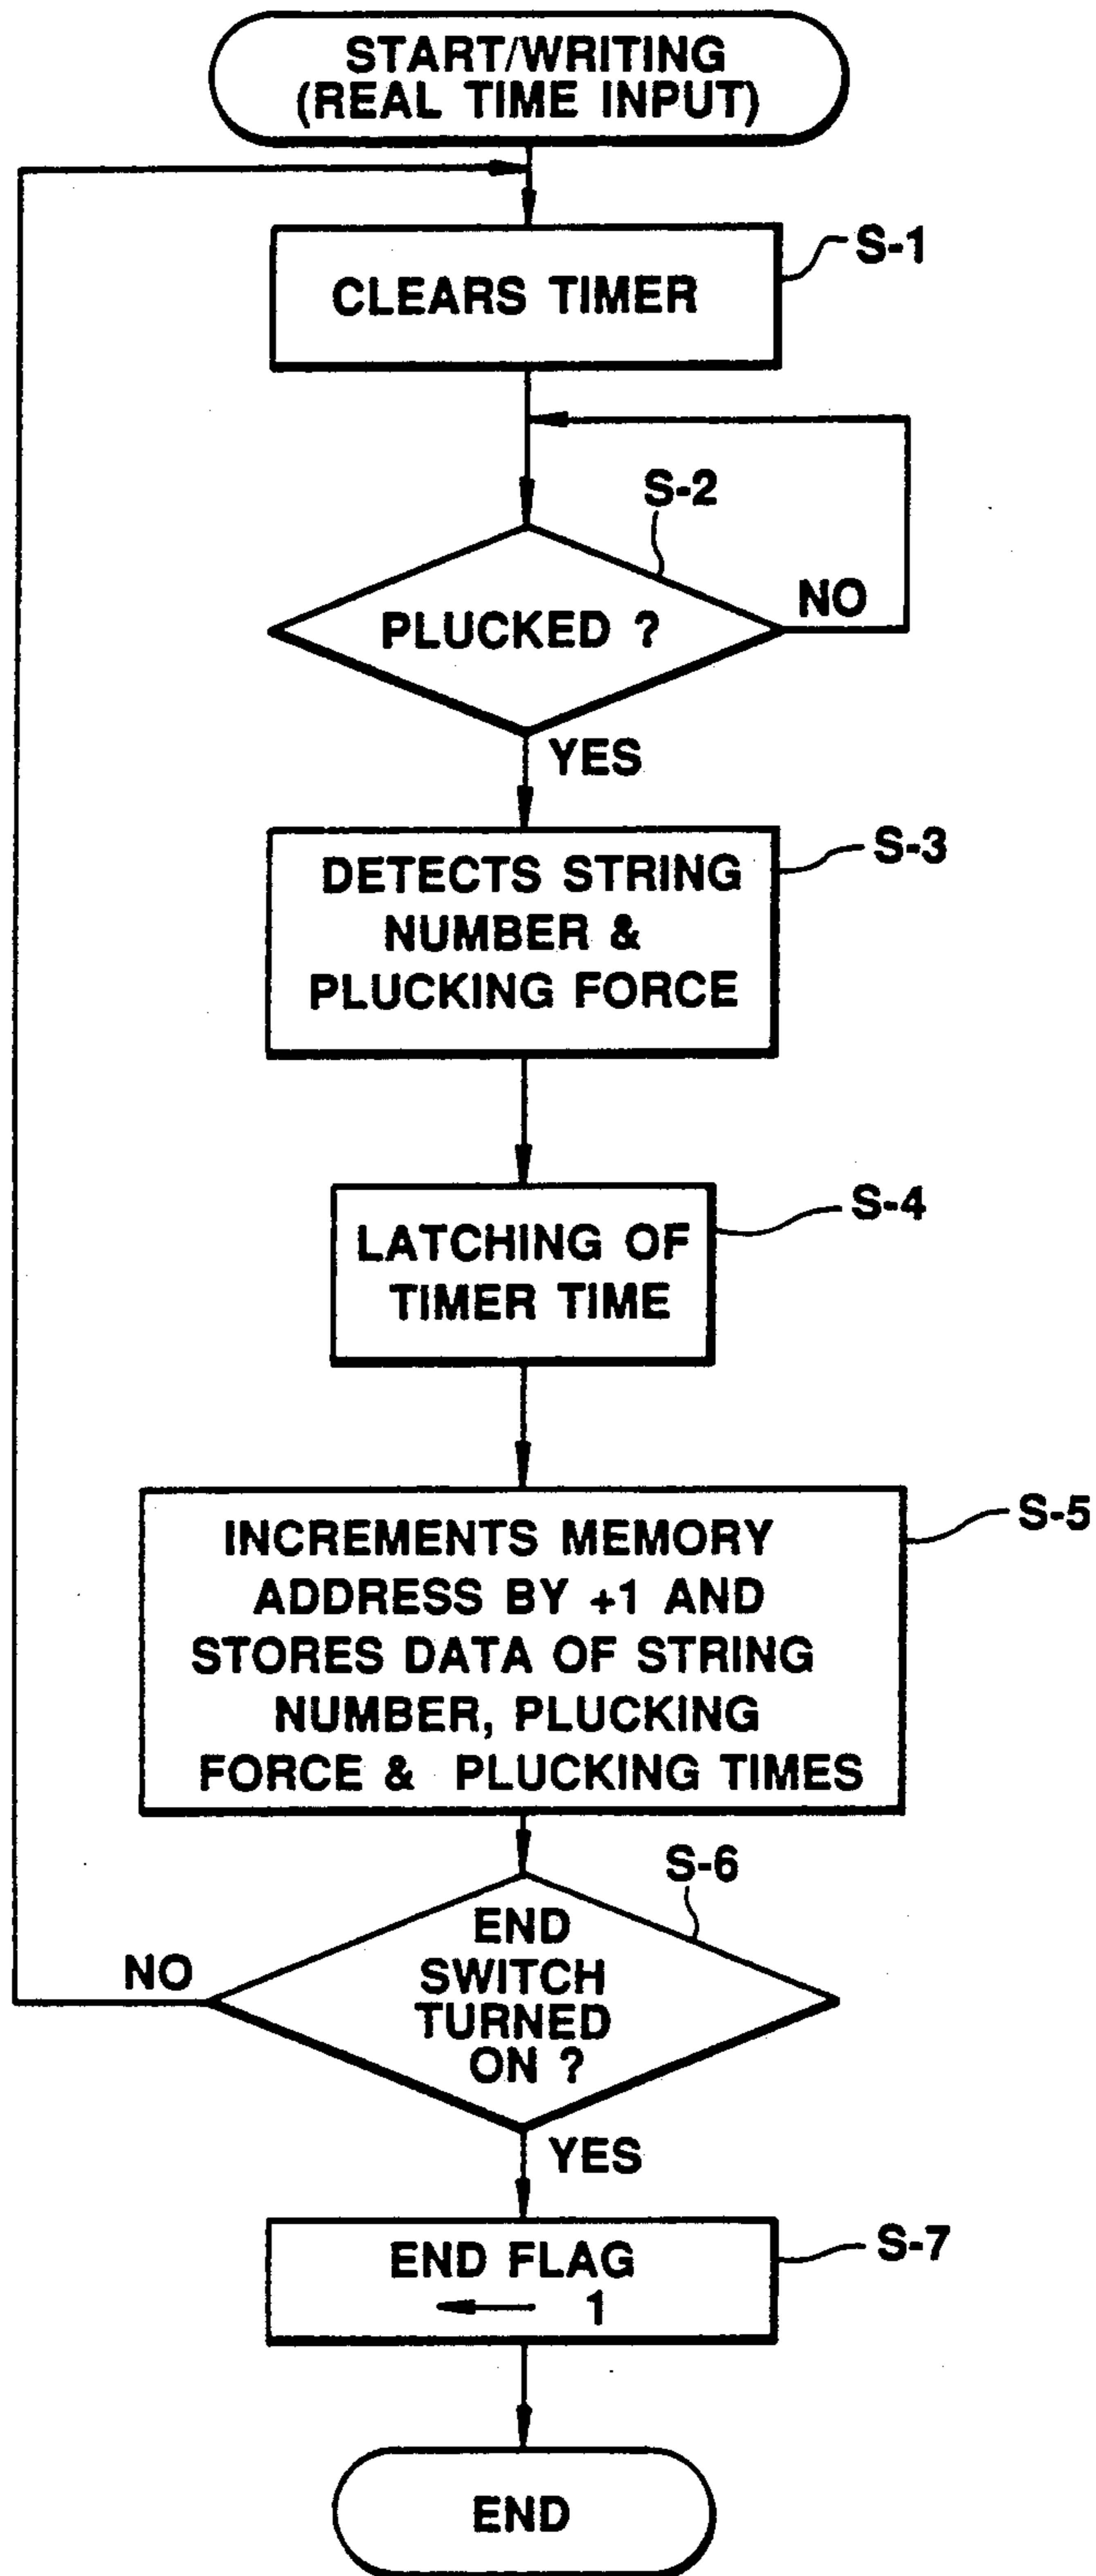 START/WRITING
(REAL TIME INPUT)
S-1
CLEARS TIMER
S-2
PLUCKED ?
NO
YES
S-3
DETECTS STRING
NUMBER &
PLUCKING FORCE
S-4
LATCHING OF
TIMER TIME
S-5
INCREMENTS MEMORY
ADDRESS BY +1 AND
STORES DATA OF STRING
NUMBER, PLUCKING
FORCE & PLUCKING TIMES
S-6
END
SWITCH
TURNED
ON ?
NO
YES
S-7
END FLAG
← 1
END